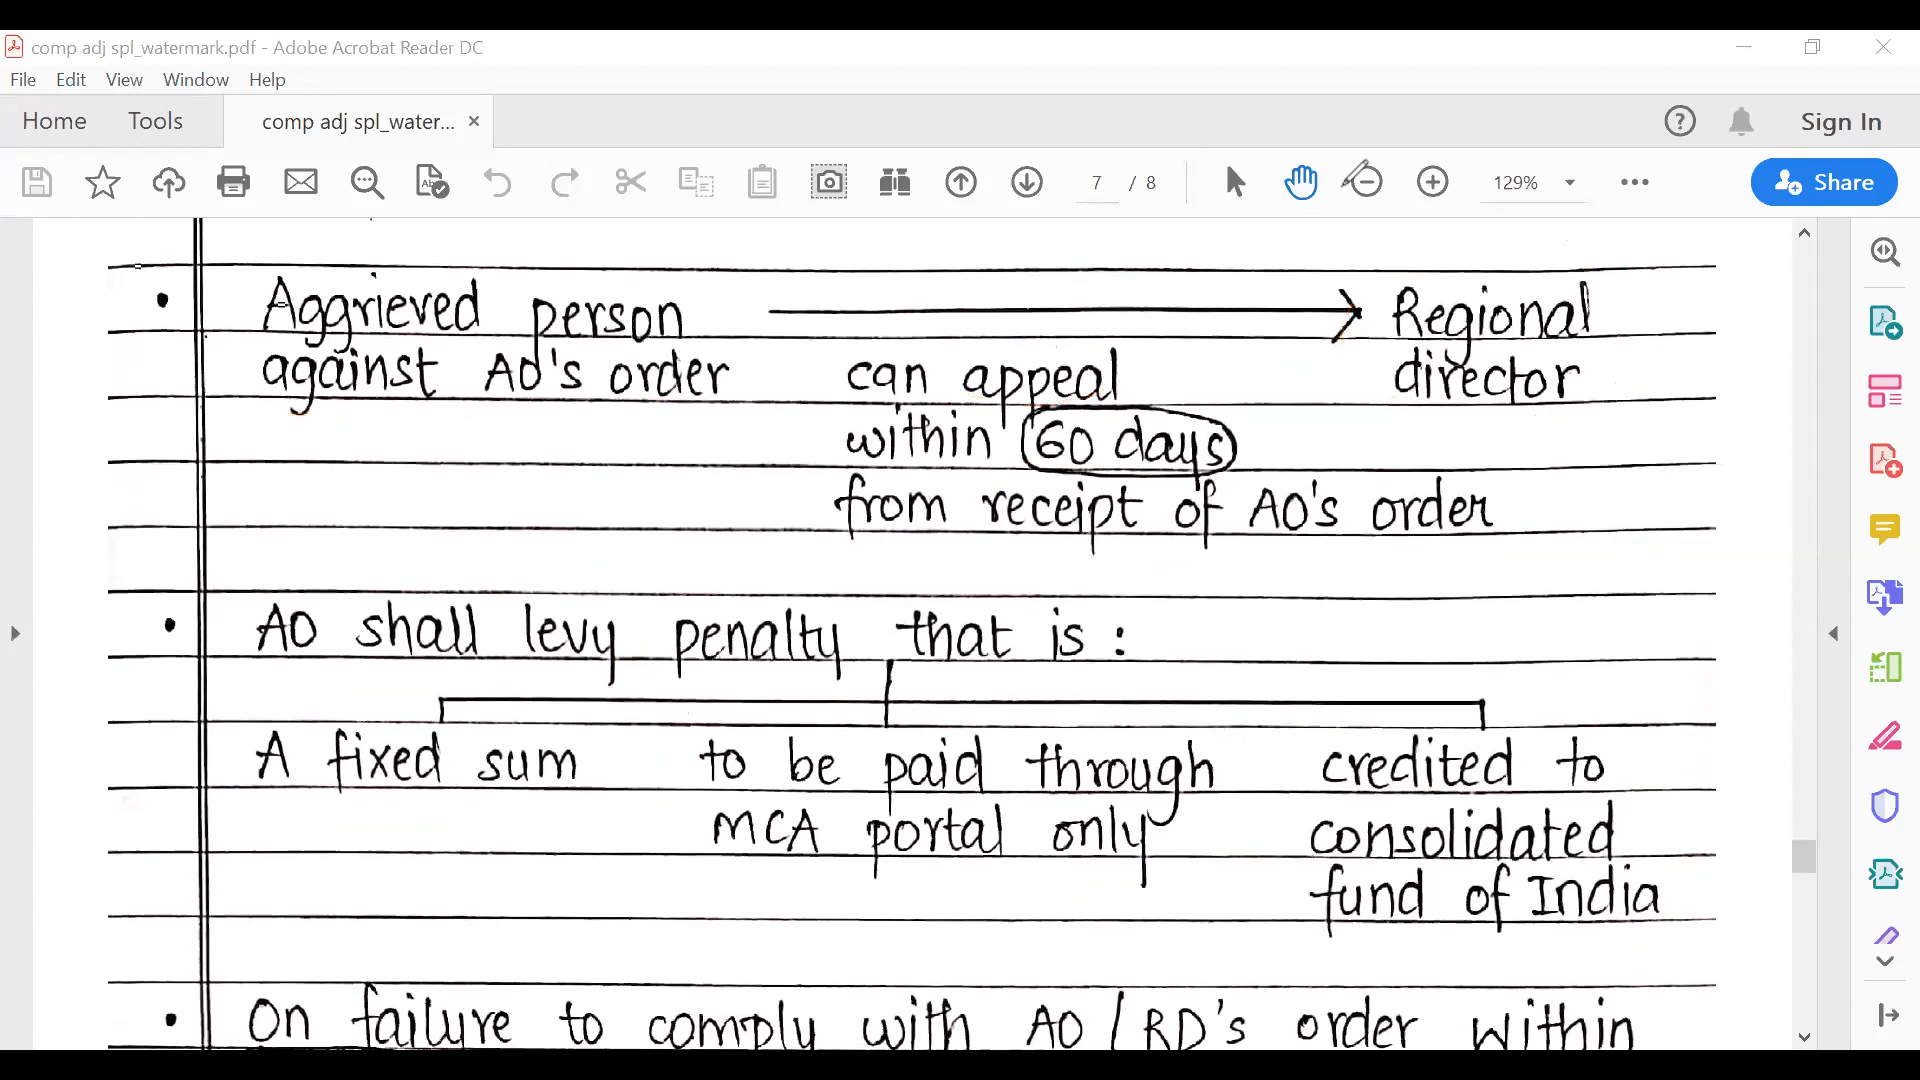 comp adj spl_watermark.pdf - Adobe Acrobat Reader DC
File Edit View Window Help
Home Tools comp adj spl_water... × Sign In
7 / 8 129% Share
• Aggrieved person → Regional
against AO's order can appeal director
within 60 days
from receipt of AO's order
• AO shall levy penalty that is :
A fixed sum to be paid through credited to
MCA portal only consolidated
fund of India
• On failure to comply with AO / RD's order within